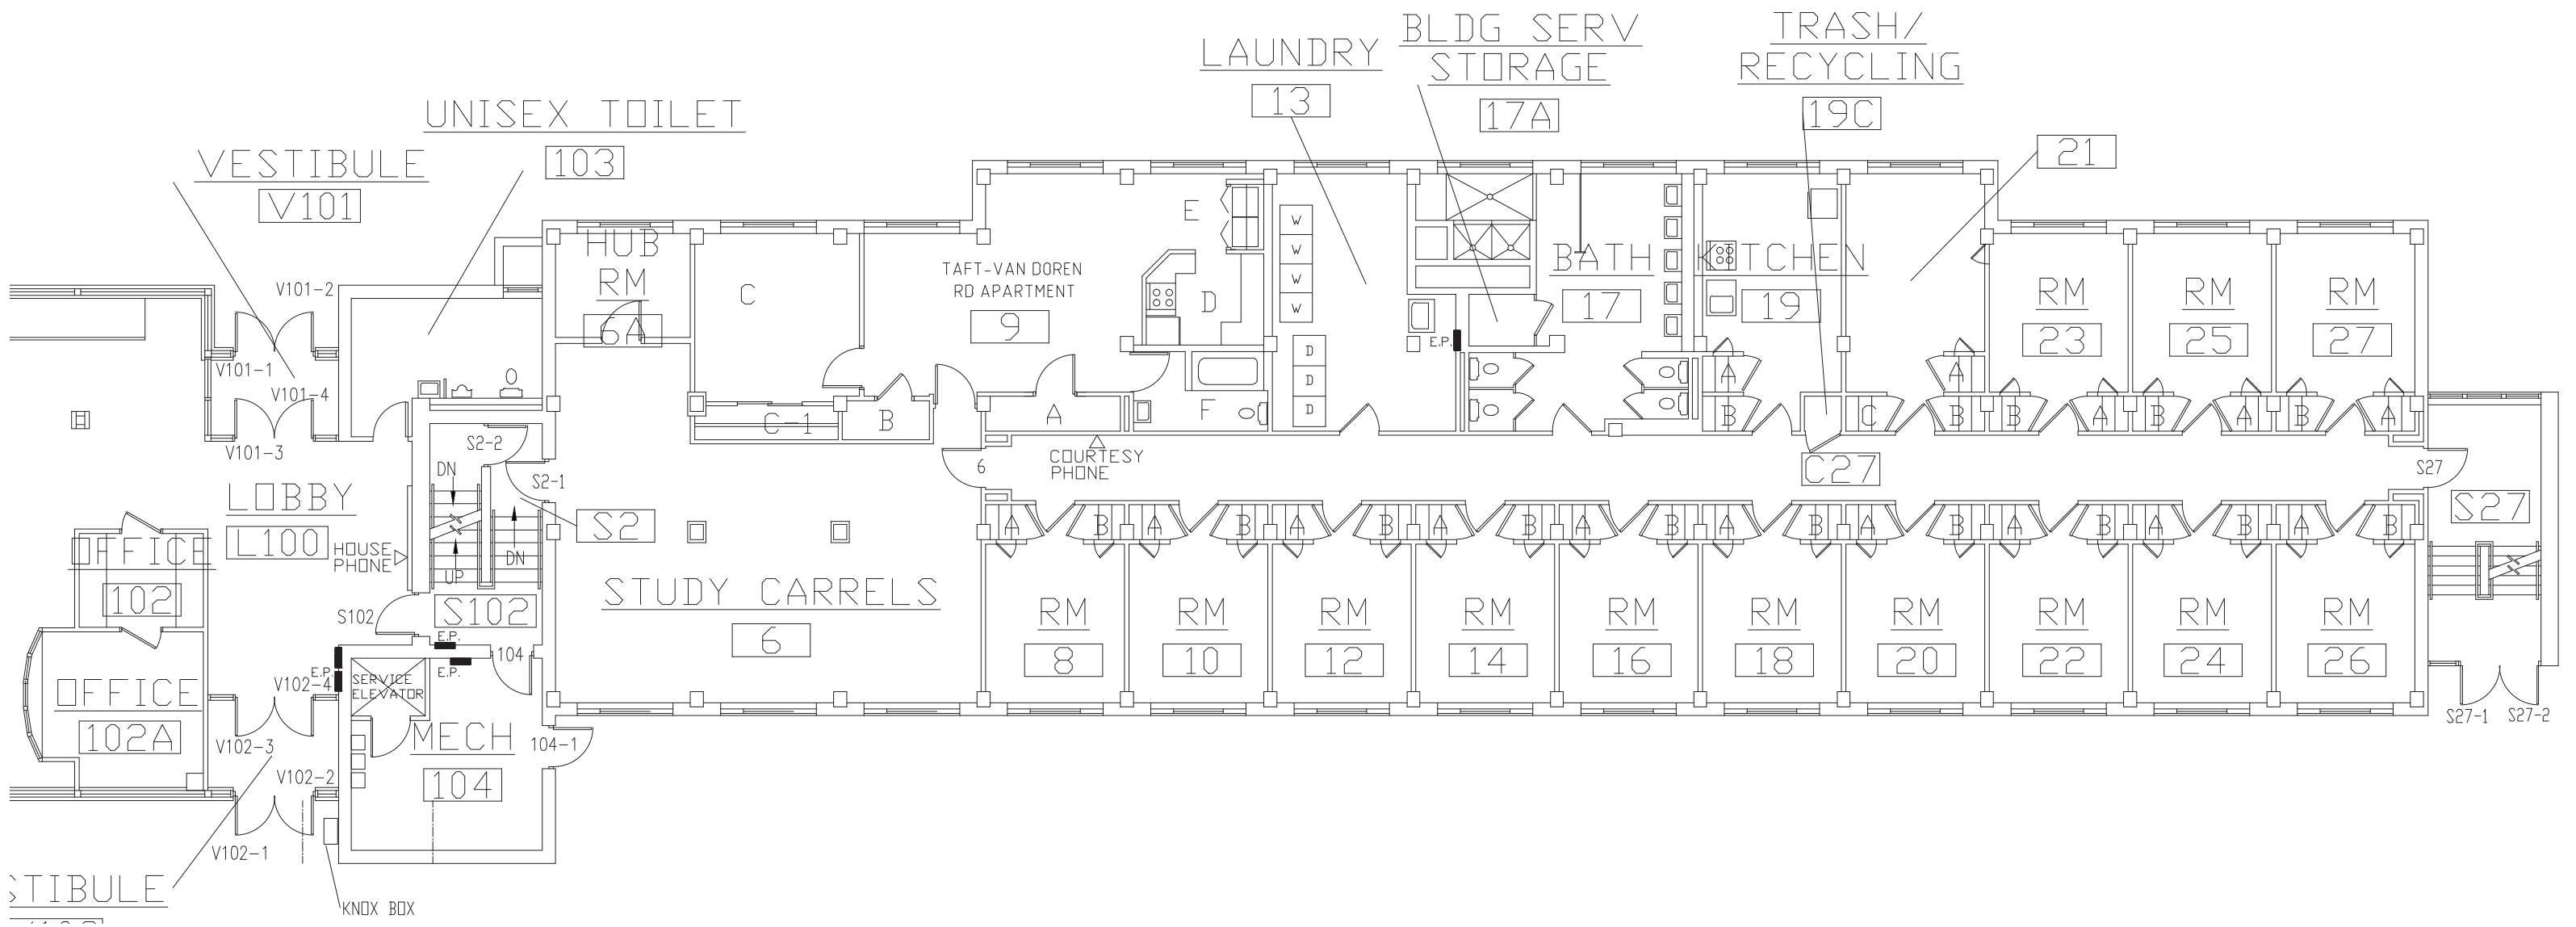 TRASH/
RECYCLING
19C
BLDG SERV
STORAGE
17A
LAUNDRY
13
UNISEX TOILET
103
VESTIBULE
V101
21
V101-2
V101-1
V101-4
V101-3
HUB
RM
6A
C
C-1
B
TAFT-VAN DOREN
RD APARTMENT
9
E
D
A
F
W
W
W
W
D
D
D
E.P.
BATH
17
KITCHEN
19
A
B
A
C
B
RM
23
B
A
RM
25
B
A
RM
27
B
A
S2-2
DN
S2-1
S2
DN
UP
LOBBY
L100
HOUSE
PHONE
OFFICE
102
OFFICE
102A
S102
S102
E.P.
E.P.
E.P.
104
SERVICE
ELEVATOR
MECH
104
104-1
V102-4
V102-3
V102-2
V102-1
KNOX BOX
STIBULE
STUDY CARRELS
6
6
COURTESY
PHONE
C27
S27
S27
A
B
A
B
A
B
A
B
A
B
A
B
A
B
A
B
A
B
A
B
RM
8
RM
10
RM
12
RM
14
RM
16
RM
18
RM
20
RM
22
RM
24
RM
26
S27-1
S27-2